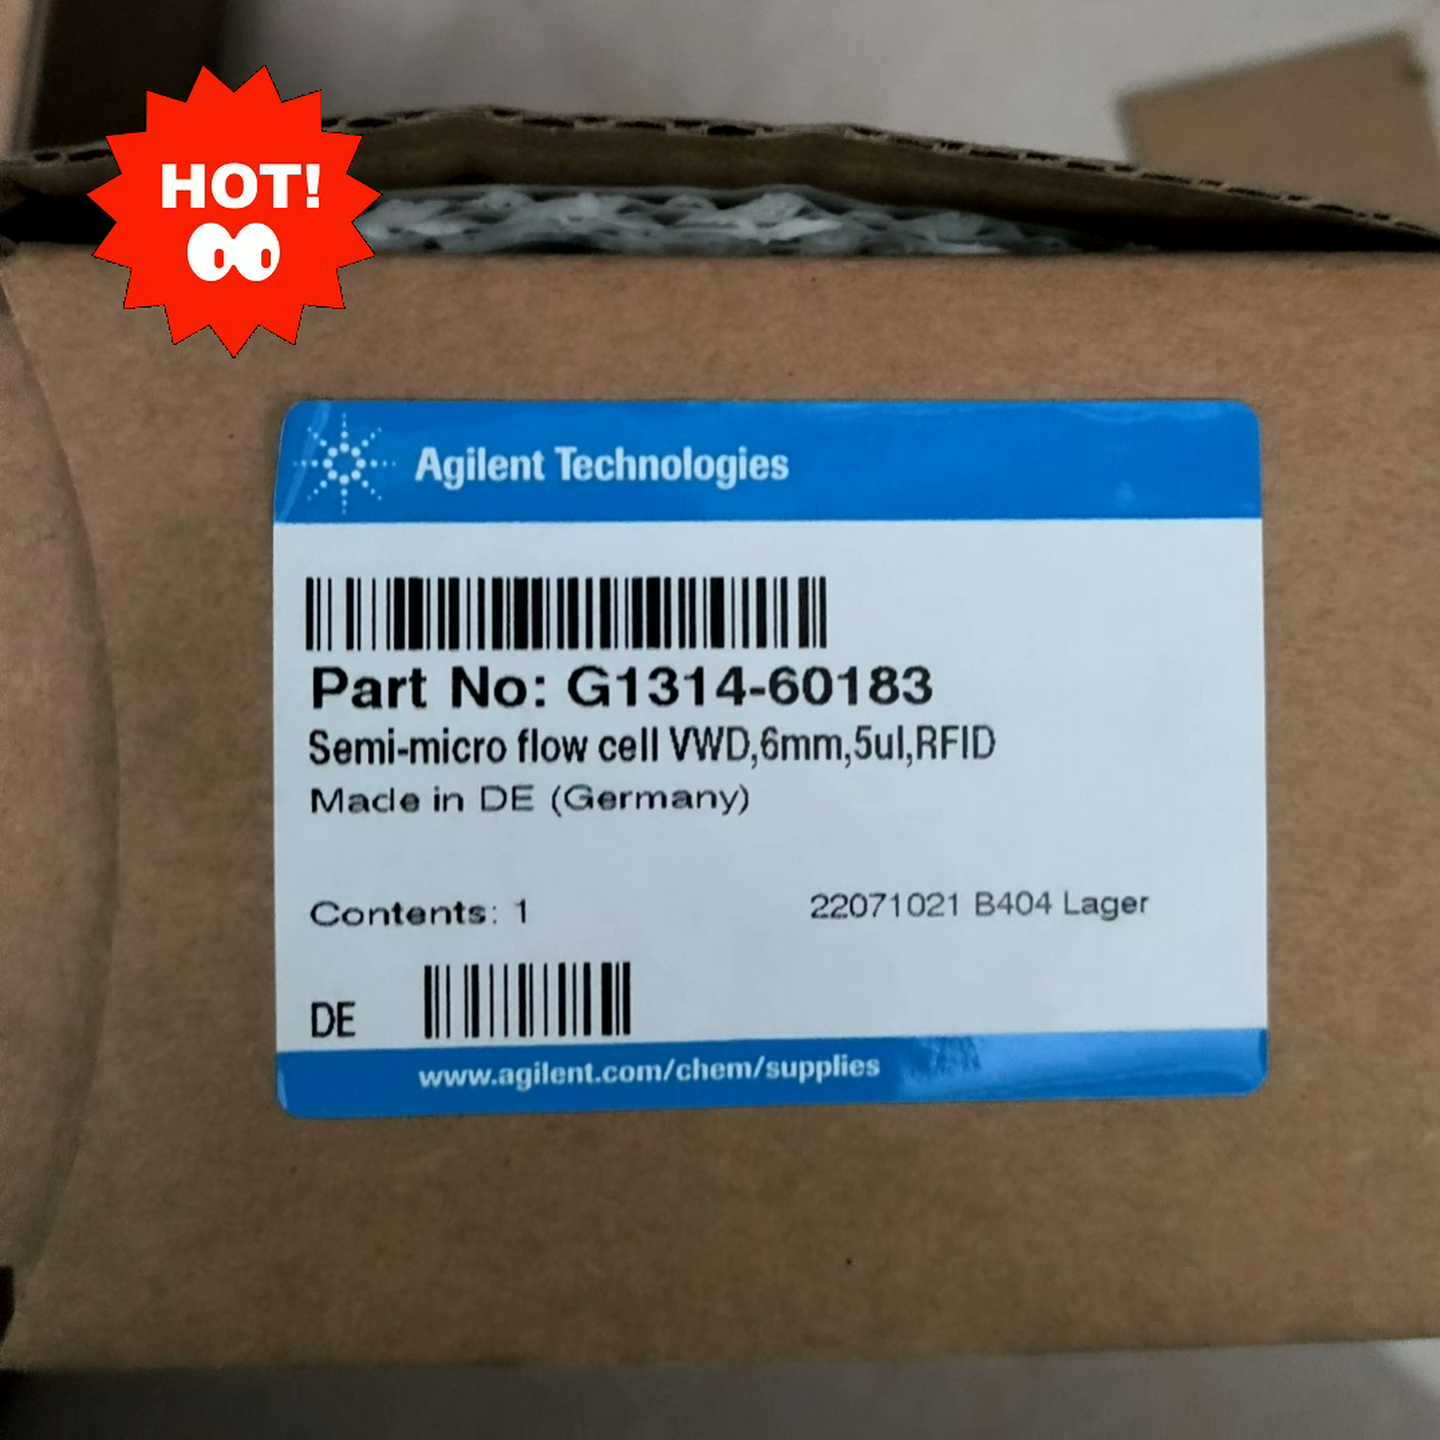 HOT!
Agilent Technologies
Part No: G1314-60183
Semi-micro flow cell VWD,6mm,5ul,RFID
Made in DE (Germany)
Contents: 1
22071021 B404 Lager
DE
www.agilent.com/chem/supplies